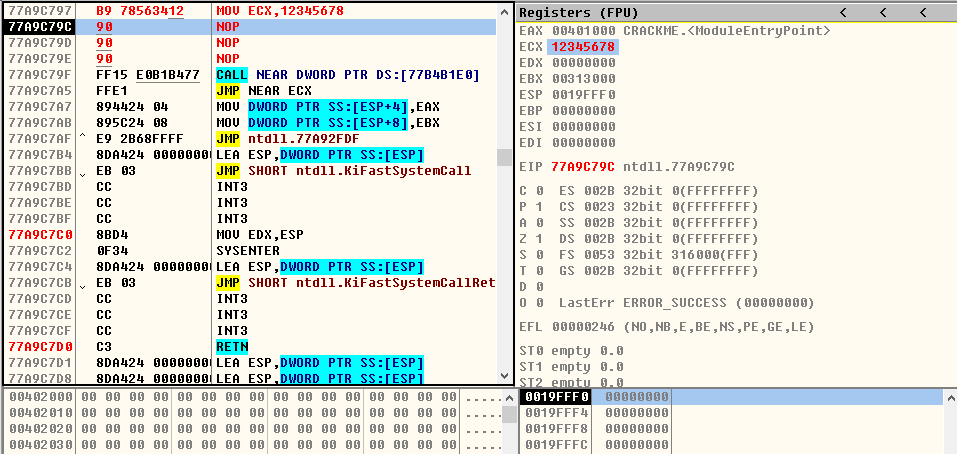 77A9C797 B9 78563412 MOV ECX,12345678
77A9C79C 90 NOP
77A9C79D 90 NOP
77A9C79E 90 NOP
77A9C79F FF15 E0B1B477 CALL NEAR DWORD PTR DS:[77B4B1E0]
77A9C7A5 FFE1 JMP NEAR ECX
77A9C7A7 894424 04 MOV DWORD PTR SS:[ESP+4],EAX
77A9C7AB 895C24 08 MOV DWORD PTR SS:[ESP+8],EBX
77A9C7AF ^ E9 2B68FFFF JMP ntdll.77A92FDF
77A9C7B4 8DA424 00000000 LEA ESP,DWORD PTR SS:[ESP]
77A9C7BB EB 03 JMP SHORT ntdll.KiFastSystemCall
77A9C7BD CC INT3
77A9C7BE CC INT3
77A9C7BF CC INT3
77A9C7C0 8BD4 MOV EDX,ESP
77A9C7C2 0F34 SYSENTER
77A9C7C4 8DA424 00000000 LEA ESP,DWORD PTR SS:[ESP]
77A9C7CB EB 03 JMP SHORT ntdll.KiFastSystemCallRet
77A9C7CD CC INT3
77A9C7CE CC INT3
77A9C7CF CC INT3
77A9C7D0 C3 RETN
77A9C7D1 8DA424 00000000 LEA ESP,DWORD PTR SS:[ESP]
77A9C7D8 8DA424 00000000 LEA ESP,DWORD PTR SS:[ESP]
Registers (FPU) < < <
EAX 00401000 CRACKME.<ModuleEntryPoint>
ECX 12345678
EDX 00000000
EBX 00313000
ESP 0019FFF0
EBP 00000000
ESI 00000000
EDI 00000000
EIP 77A9C79C ntdll.77A9C79C
C 0 ES 002B 32bit 0(FFFFFFFF)
P 1 CS 0023 32bit 0(FFFFFFFF)
A 0 SS 002B 32bit 0(FFFFFFFF)
Z 1 DS 002B 32bit 0(FFFFFFFF)
S 0 FS 0053 32bit 316000(FFF)
T 0 GS 002B 32bit 0(FFFFFFFF)
D 0
O 0 LastErr ERROR_SUCCESS (00000000)
EFL 00000246 (NO,NB,E,BE,NS,PE,GE,LE)
ST0 empty 0.0
ST1 empty 0.0
ST2 empty 0.0
00402000 00 00 00 00 00 00 00 00 00 00 00 00 00 00 00 00 .....
00402010 00 00 00 00 00 00 00 00 00 00 00 00 00 00 00 00 .....
00402020 00 00 00 00 00 00 00 00 00 00 00 00 00 00 00 00 .....
00402030 00 00 00 00 00 00 00 00 00 00 00 00 00 00 00 00 .....
0019FFF0 00000000
0019FFF4 00000000
0019FFF8 00000000
0019FFFC 00000000